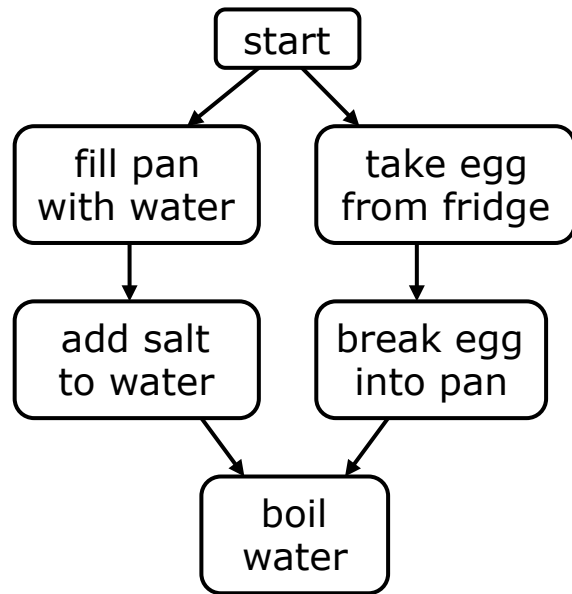 start
fill pan
with water
take egg
from fridge
add salt
to water
break egg
into pan
boil
water